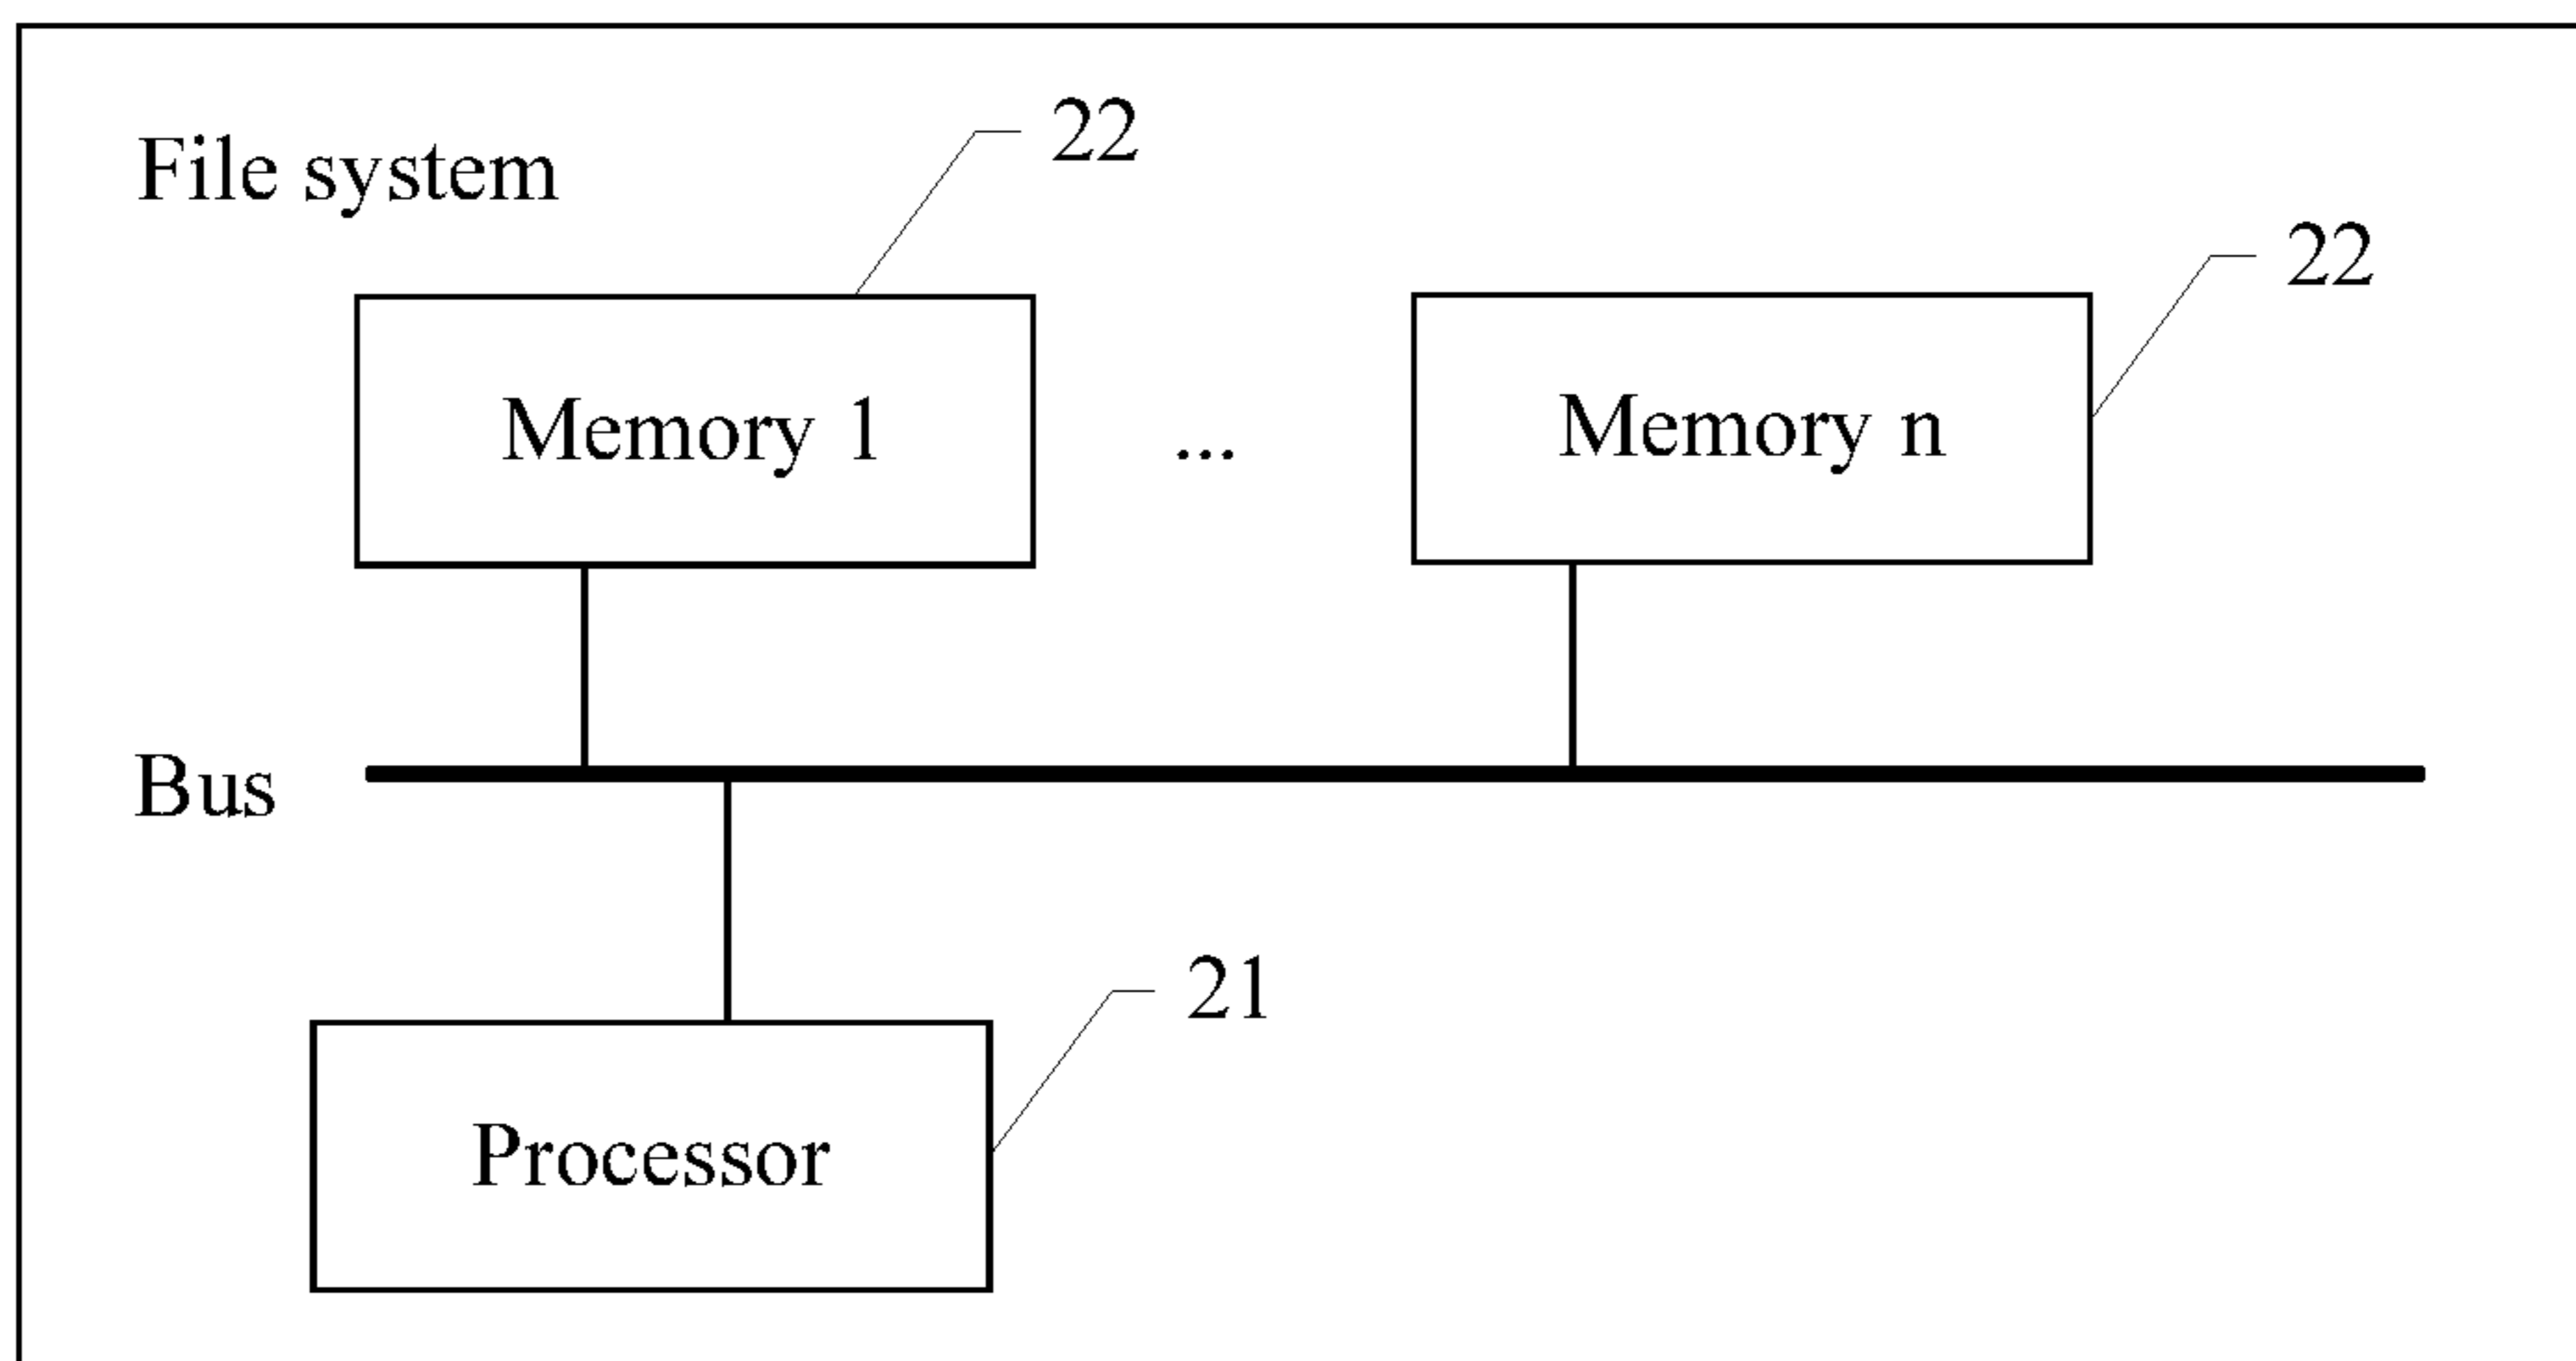 22
File system
22
Memory 1
...
Memory n
Bus
21
Processor